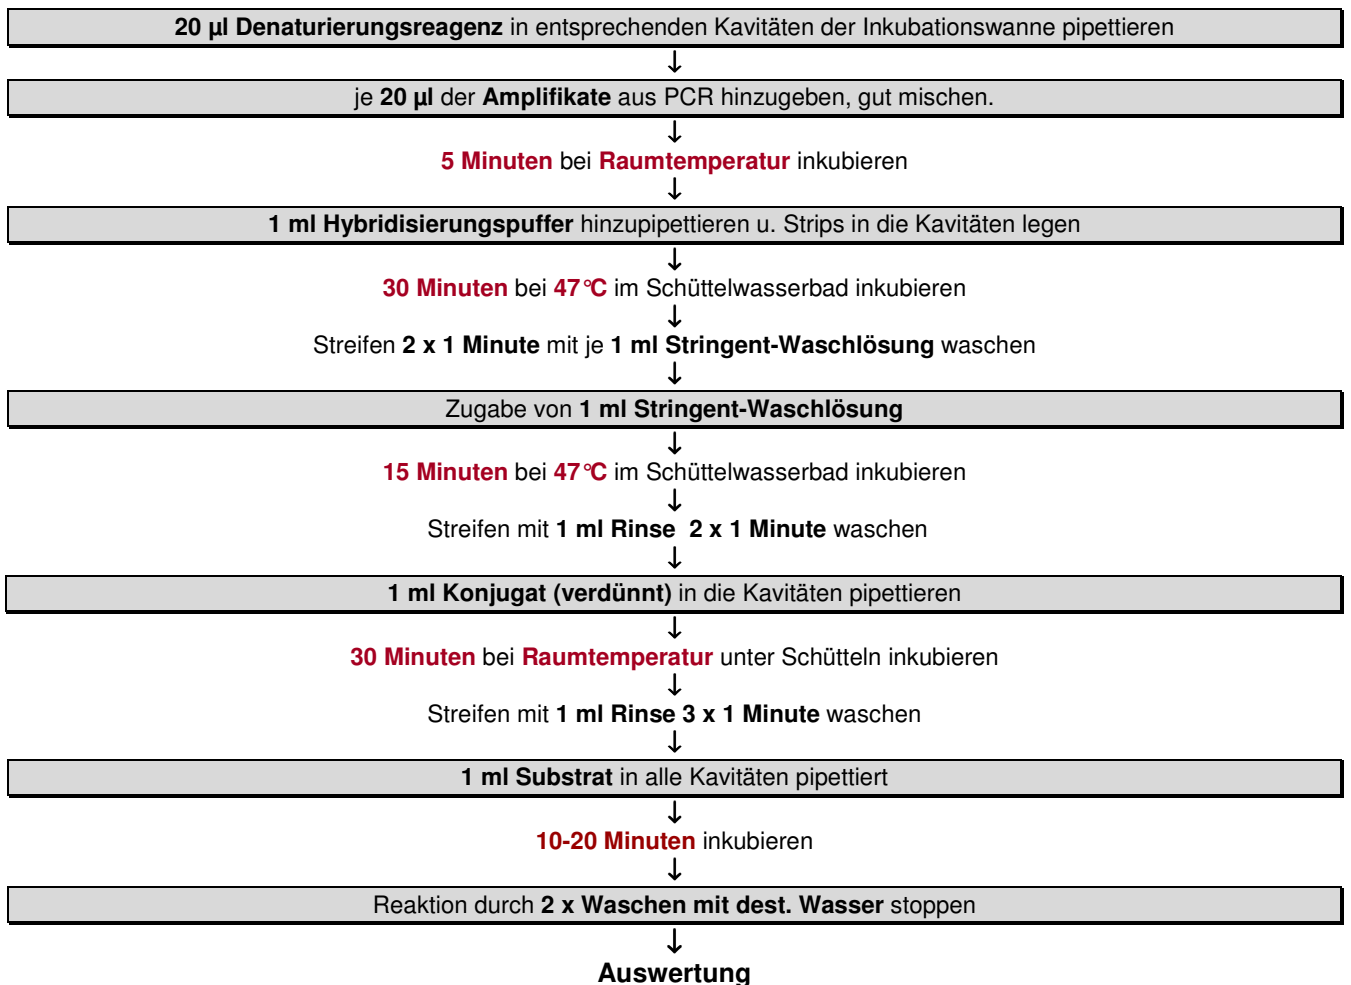 20 µl Denaturierungsreagenz in entsprechenden Kavitäten der Inkubationswanne pipettieren
↓
je 20 µl der Amplifikate aus PCR hinzugeben, gut mischen.
↓
5 Minuten bei Raumtemperatur inkubieren
↓
1 ml Hybridisierungspuffer hinzupipettieren u. Strips in die Kavitäten legen
↓
30 Minuten bei 47°C im Schüttelwasserbad inkubieren
↓
Streifen 2 x 1 Minute mit je 1 ml Stringent-Waschlösung waschen
↓
Zugabe von 1 ml Stringent-Waschlösung
↓
15 Minuten bei 47°C im Schüttelwasserbad inkubieren
↓
Streifen mit 1 ml Rinse 2 x 1 Minute waschen
↓
1 ml Konjugat (verdünnt) in die Kavitäten pipettieren
↓
30 Minuten bei Raumtemperatur unter Schütteln inkubieren
↓
Streifen mit 1 ml Rinse 3 x 1 Minute waschen
↓
1 ml Substrat in alle Kavitäten pipettiert
↓
10-20 Minuten inkubieren
↓
Reaktion durch 2 x Waschen mit dest. Wasser stoppen
↓
Auswertung